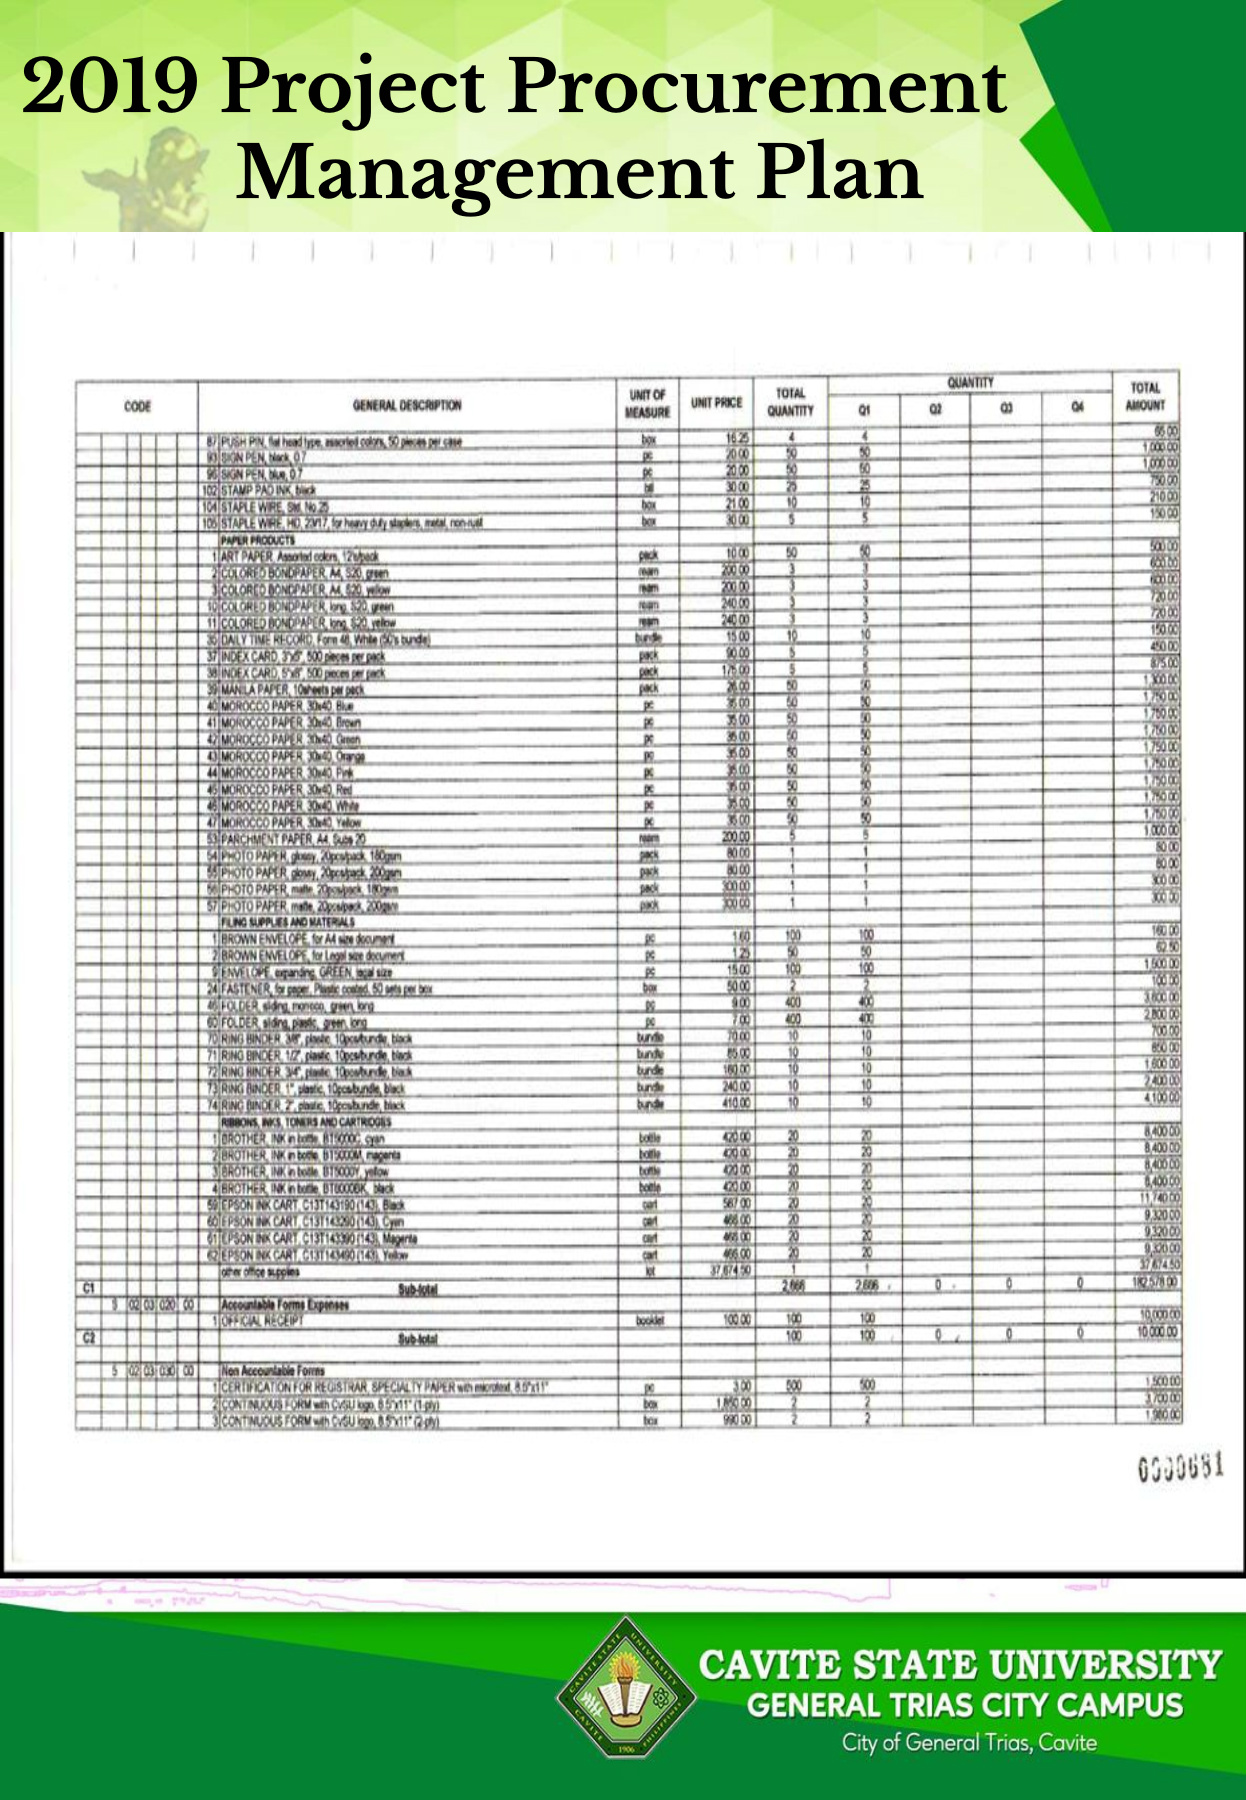 2019 Project Procurement
Management Plan
CODE GENERAL DESCRIPTION UNIT OF MEASURE UNIT PRICE TOTAL QUANTITY QUANTITY Q1 Q2 Q3 Q4 TOTAL AMOUNT
87 PUSH PIN, flat head type, assorted colors, 50 pieces per case box 16.25 4 4 65.00
93 SIGN PEN, black, 0.7 pc 20.00 50 50 1,000.00
96 SIGN PEN, blue, 0.7 pc 20.00 50 50 1,000.00
102 STAMP PAD INK, black 30.00 25 25 750.00
104 STAPLE WIRE, Std. No.25 box 21.00 10 10 210.00
105 STAPLE WIRE, HD, 23/17, for heavy duty staplers, metal, non-rust box 30.00 5 5 150.00
PAPER PRODUCTS
1 ART PAPER, Assorted colors, 12's/pack pack 10.00 50 50 500.00
2 COLORED BONDPAPER, A4, S20, green ream 200.00 3 3 600.00
3 COLORED BONDPAPER, A4, S20, yellow ream 200.00 3 3 600.00
10 COLORED BONDPAPER, long, S20, green ream 240.00 3 3 720.00
11 COLORED BONDPAPER, long, S20, yellow ream 240.00 3 3 720.00
35 DAILY TIME RECORD, Form 48, White (50's bundle) bundle 15.00 10 10 150.00
37 INDEX CARD, 3"x5", 500 pieces per pack pack 90.00 5 5 450.00
38 INDEX CARD, 5"x8", 500 pieces per pack pack 175.00 5 5 875.00
39 MANILA PAPER, 10sheets per pack pack 26.00 50 50 1,300.00
40 MOROCCO PAPER, 30x40, Blue pc 35.00 50 50 1,750.00
41 MOROCCO PAPER, 30x40, Brown pc 35.00 50 50 1,750.00
42 MOROCCO PAPER, 30x40, Green pc 35.00 50 50 1,750.00
43 MOROCCO PAPER, 30x40, Orange pc 35.00 50 50 1,750.00
44 MOROCCO PAPER, 30x40, Pink pc 35.00 50 50 1,750.00
45 MOROCCO PAPER, 30x40, Red pc 35.00 50 50 1,750.00
46 MOROCCO PAPER, 30x40, White pc 35.00 50 50 1,750.00
47 MOROCCO PAPER, 30x40, Yellow pc 35.00 50 50 1,750.00
53 PARCHMENT PAPER, A4, Subs 20 ream 200.00 5 5 1,000.00
54 PHOTO PAPER, glossy, 20pcs/pack, 180gsm pack 80.00 1 1 80.00
55 PHOTO PAPER, glossy, 20pcs/pack, 200gsm pack 80.00 1 1 80.00
56 PHOTO PAPER, matte, 20pcs/pack, 180gsm pack 300.00 1 1 300.00
57 PHOTO PAPER, matte, 20pcs/pack, 200gsm pack 300.00 1 1 300.00
FILING SUPPLIES AND MATERIALS
1 BROWN ENVELOPE, for A4 size document pc 1.60 100 100 160.00
2 BROWN ENVELOPE, for Legal size document pc 1.25 50 50 62.50
9 ENVELOPE, expanding, GREEN, legal size pc 15.00 100 100 1,500.00
24 FASTENER, for paper, Plastic coated, 50 sets per box box 50.00 2 2 100.00
46 FOLDER, sliding, morocco, green, long pc 9.00 400 400 3,600.00
60 FOLDER, sliding, plastic, green, long pc 7.00 400 400 2,800.00
70 RING BINDER, 3/8", plastic, 10pcs/bundle, black bundle 70.00 10 10 700.00
71 RING BINDER, 1/2", plastic, 10pcs/bundle, black bundle 85.00 10 10 850.00
72 RING BINDER, 3/4", plastic, 10pcs/bundle, black bundle 160.00 10 10 1,600.00
73 RING BINDER, 1", plastic, 10pcs/bundle, black bundle 240.00 10 10 2,400.00
74 RING BINDER, 2", plastic, 10pcs/bundle, black bundle 410.00 10 10 4,100.00
RIBBONS, INKS, TONERS AND CARTRIDGES
1 BROTHER, INK in bottle, BT5000C, cyan bottle 420.00 20 20 8,400.00
2 BROTHER, INK in bottle, BT5000M, magenta bottle 420.00 20 20 8,400.00
3 BROTHER, INK in bottle, BT5000Y, yellow bottle 420.00 20 20 8,400.00
4 BROTHER, INK in bottle, BT6000BK, black bottle 420.00 20 20 8,400.00
59 EPSON INK CART, C13T143190 (143), Black cart 587.00 20 20 11,740.00
60 EPSON INK CART, C13T143290 (143), Cyan cart 466.00 20 20 9,320.00
61 EPSON INK CART, C13T143390 (143), Magenta cart 466.00 20 20 9,320.00
62 EPSON INK CART, C13T143490 (143), Yellow cart 466.00 20 20 9,320.00
other office supplies lot 37,674.50 1 1 37,674.50
C1 Sub-total 2,666 2,666 0 0 0 182,578.00
5 02 03 020 00 Accountable Forms Expenses
1 OFFICIAL RECEIPT booklet 100.00 100 100 10,000.00
C2 Sub-total 100 100 0 0 0 10,000.00
5 02 03 030 00 Non Accountable Forms
1 CERTIFICATION FOR REGISTRAR, SPECIALTY PAPER with microtext, 8.5"x11" pc 3.00 500 500 1,500.00
2 CONTINUOUS FORM with CvSU logo, 8.5"x11" (1-ply) box 1,850.00 2 2 3,700.00
3 CONTINUOUS FORM with CvSU logo, 8.5"x11" (2-ply) box 990.00 2 2 1,980.00
0000681
CAVITE STATE UNIVERSITY
CAVITE PHILIPPINES
1906
CAVITE STATE UNIVERSITY
GENERAL TRIAS CITY CAMPUS
City of General Trias, Cavite